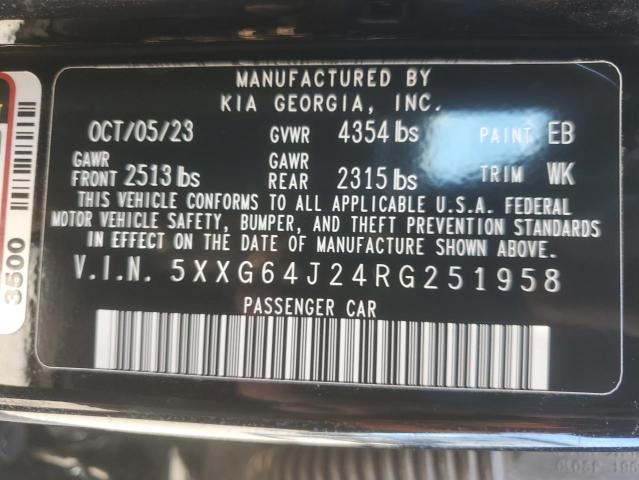 MANUFACTURED BY
KIA GEORGIA, INC.
OCT/05/23 GVWR 4354 lbs PAINT EB
GAWR FRONT 2513 lbs GAWR REAR 2315 lbs TRIM WK
THIS VEHICLE CONFORMS TO ALL APPLICABLE U.S.A. FEDERAL
MOTOR VEHICLE SAFETY, BUMPER, AND THEFT PREVENTION STANDARDS
IN EFFECT ON THE DATE OF MANUFACTURE SHOWN ABOVE.
V.I.N. 5XXG64J24RG251958
PASSENGER CAR
3500